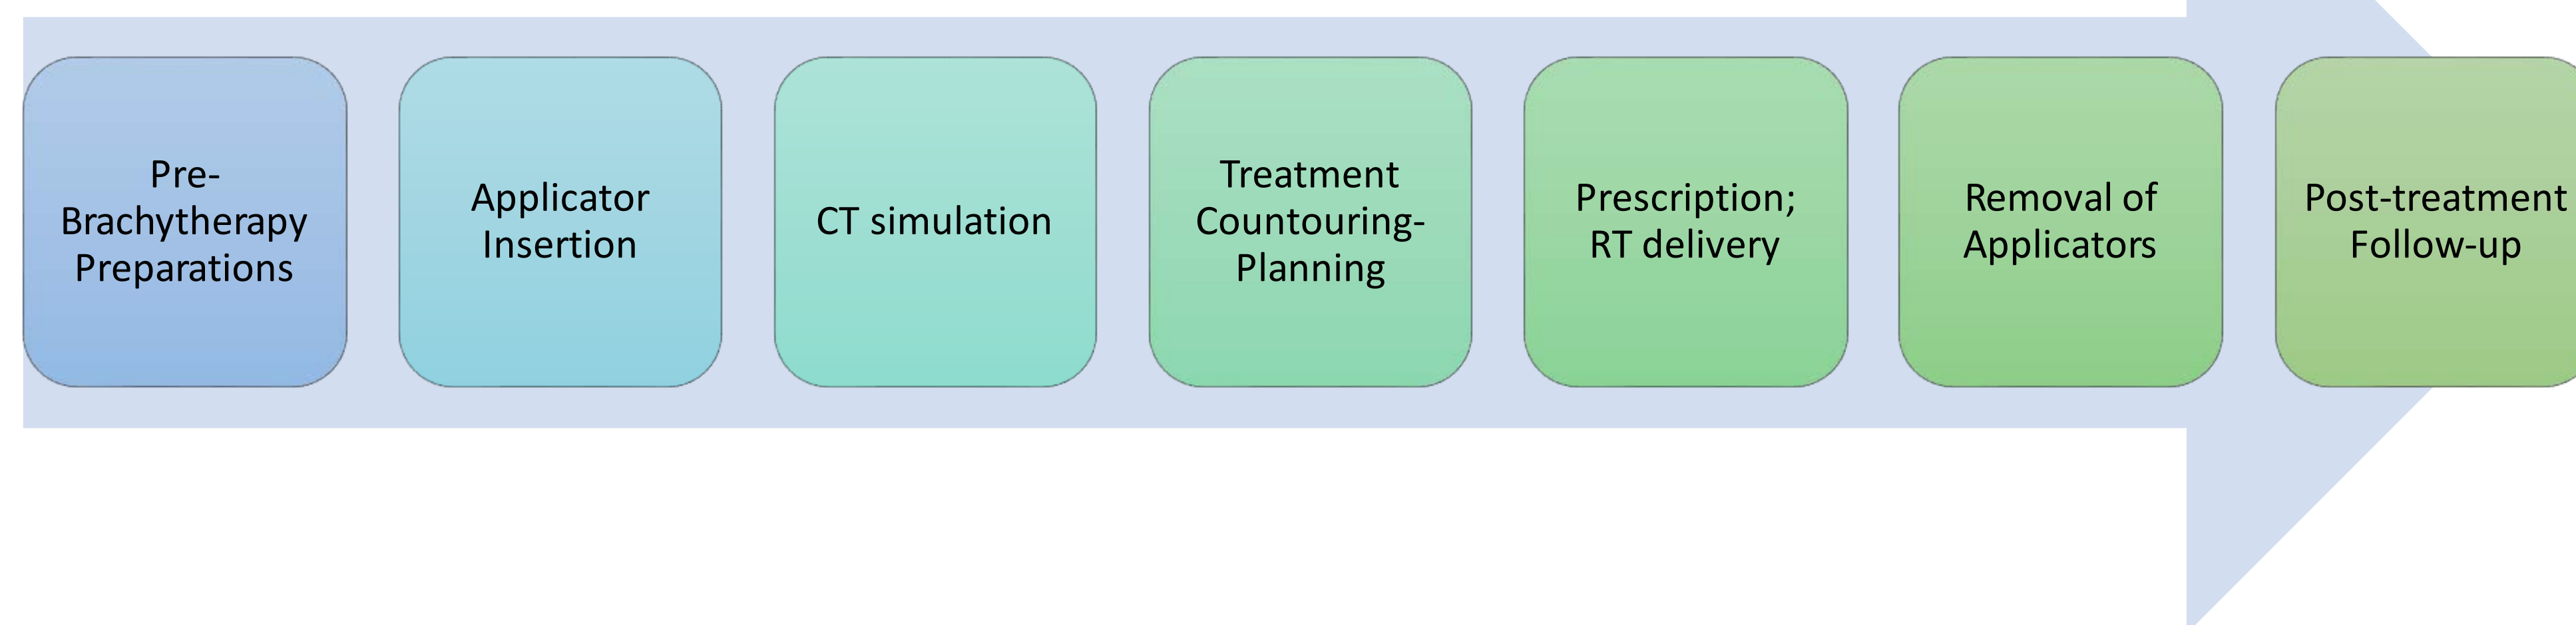 Pre-
Brachytherapy
Preparations
Applicator
Insertion
CT simulation
Treatment
Countouring-
Planning
Prescription;
RT delivery
Removal of
Applicators
Post-treatment
Follow-up